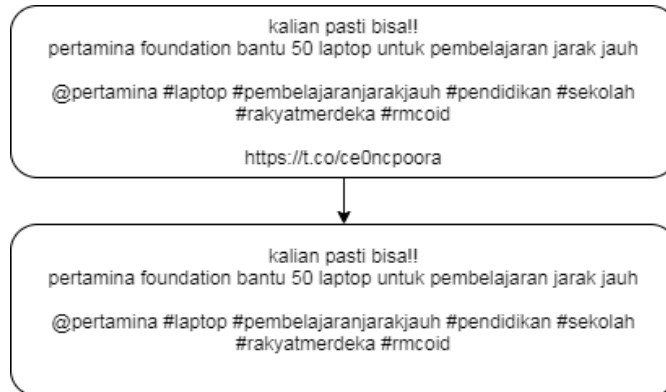 kalian pasti bisa!!
pertamina foundation bantu 50 laptop untuk pembelajaran jarak jauh
@pertamina #laptop #pembelajaranjarakjauh #pendidikan #sekolah
#rakyatmerdeka #rmcoid
https://t.co/ce0ncpoora
kalian pasti bisa!!
pertamina foundation bantu 50 laptop untuk pembelajaran jarak jauh
@pertamina #laptop #pembelajaranjarakjauh #pendidikan #sekolah
#rakyatmerdeka #rmcoid